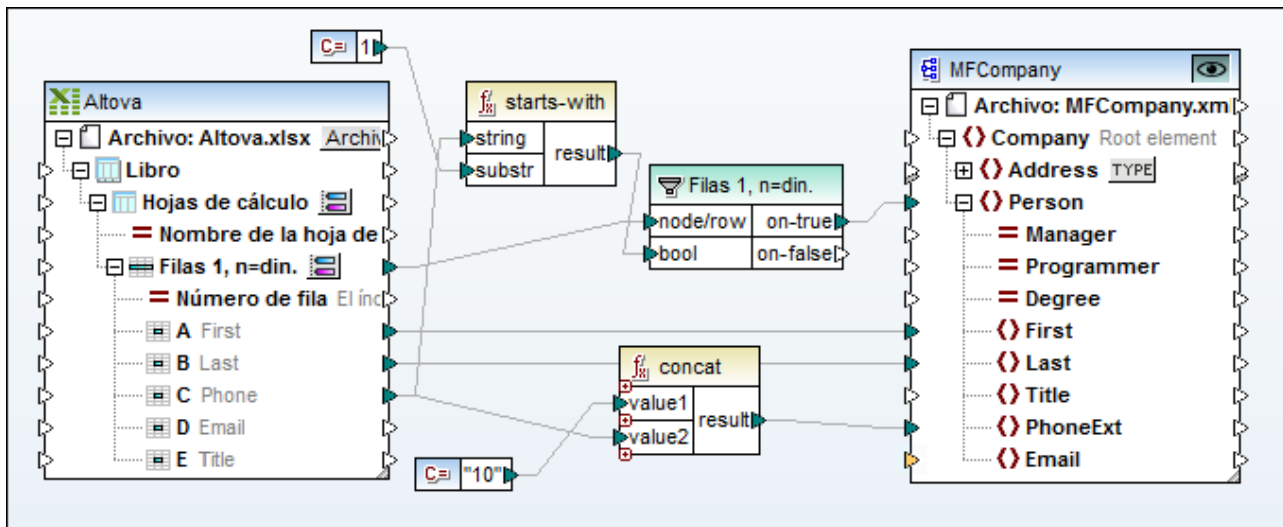 C= 1
Altova
Archivo: Altova.xlsx Archiv
Libro
Hojas de cálculo
Nombre de la hoja de
Filas 1, n=din.
Número de fila El índ
A First
B Last
C Phone
D Email
E Title
starts-with
string
substr
result
Filas 1, n=din.
node/row on-true
bool on-false
concat
value1
value2
result
C= "10"
MFCompany
Archivo: MFCompany.xml
Company Root element
Address TYPE
Person
Manager
Programmer
Degree
First
Last
Title
PhoneExt
Email